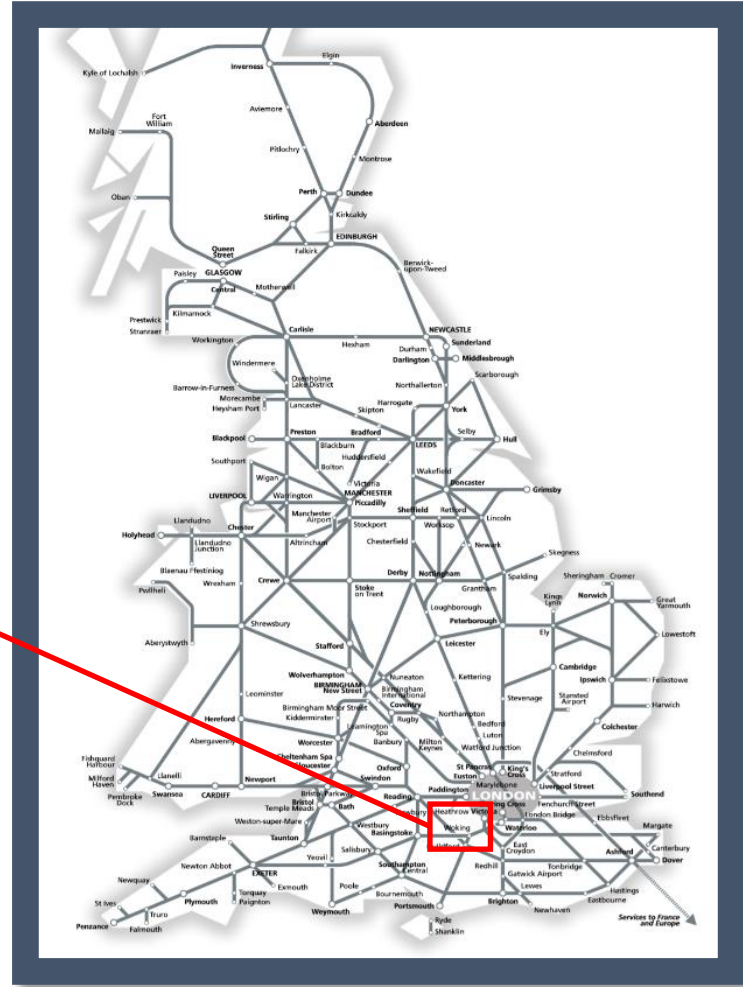 Kyle of Lochalsh
Inverness
Elgin
Aviemore
Aberdeen
Fort
William
Mallaig
Pitlochry
Montrose
Oban
Perth
Dundee
Stirling
Kirkcaldy
Queen
Street
Falkirk
EDINBURGH
Berwick-
upon-Tweed
Paisley
GLASGOW
Central
Motherwell
Prestwick
Stranraer
Kilmarnock
Carlisle
Hexham
NEWCASTLE
Sunderland
Workington
Durham
Darlington
Middlesbrough
Windermere
Scarborough
Oxenholme
Lake District
Northallerton
Barrow-In-Furness
Morecambe
Heysham Port
Lancaster
Harrogate
Skipton
York
Blackpool
Preston
Bradford
Selby
Hull
Blackburn
LEEDS
Southport
Huddersfield
Bolton
Wigan
Wakefield
Victoria
MANCHESTER
Piccadilly
Doncaster
Grimsby
LIVERPOOL
Warrington
Manchester
Airport
Sheffield
Retford
Lincoln
Llandudno
Chester
Stockport
Worksop
Holyhead
Llandudno
Junction
Altrincham
Chesterfield
Newark
Skegness
Blaenau Ffestiniog
Wrexham
Crewe
Stoke
on Trent
Derby
Nottingham
Grantham
Spalding
Sheringham
Cromer
Pwllheli
Kings
Lynn
Norwich
Great
Yarmouth
Loughborough
Shrewsbury
Peterborough
Ely
Lowestoft
Aberystwyth
Stafford
Leicester
Wolverhampton
Nuneaton
Cambridge
BIRMINGHAM
New Street
Birmingham
International
Kettering
Ipswich
Felixstowe
Leominster
Coventry
Stevenage
Stansted
Airport
Harwich
Birmingham Moor Street
Kidderminster
Rugby
Northampton
Hereford
Leamington
Spa
Bedford
Colchester
Abergavenny
Worcester
Banbury
Milton
Keynes
Luton
Watford Junction
Chelmsford
Fishguard
Harbour
Cheltenham Spa
Gloucester
Oxford
St Pancras
Euston
King's
Cross
Stratford
Milford
Haven
Llanelli
Newport
Swindon
Marylebone
Liverpool Street
Pembroke
Dock
Swansea
CARDIFF
Bristol Parkway
Reading
Paddington
LONDON
Southend
Bristol
Temple Meads
Bath
Heathrow
Fenchurch Street
Weston-super-Mare
London Bridge
Ebbsfleet
Westbury
Basingstoke
Woking
Waterloo
Margate
Barnstaple
Taunton
Salisbury
East
Croydon
Canterbury
Yeovil
Ashford
Dover
Newton Abbot
EXETER
Southampton
Central
Redhill
Tonbridge
Gatwick Airport
Newquay
Exmouth
Poole
Lewes
Hastings
Torquay
Paignton
Bournemouth
Eastbourne
St Ives
Plymouth
Weymouth
Portsmouth
Brighton
Newhaven
Truro
Penzance
Falmouth
Ryde
Shanklin
Services to France
and Europe